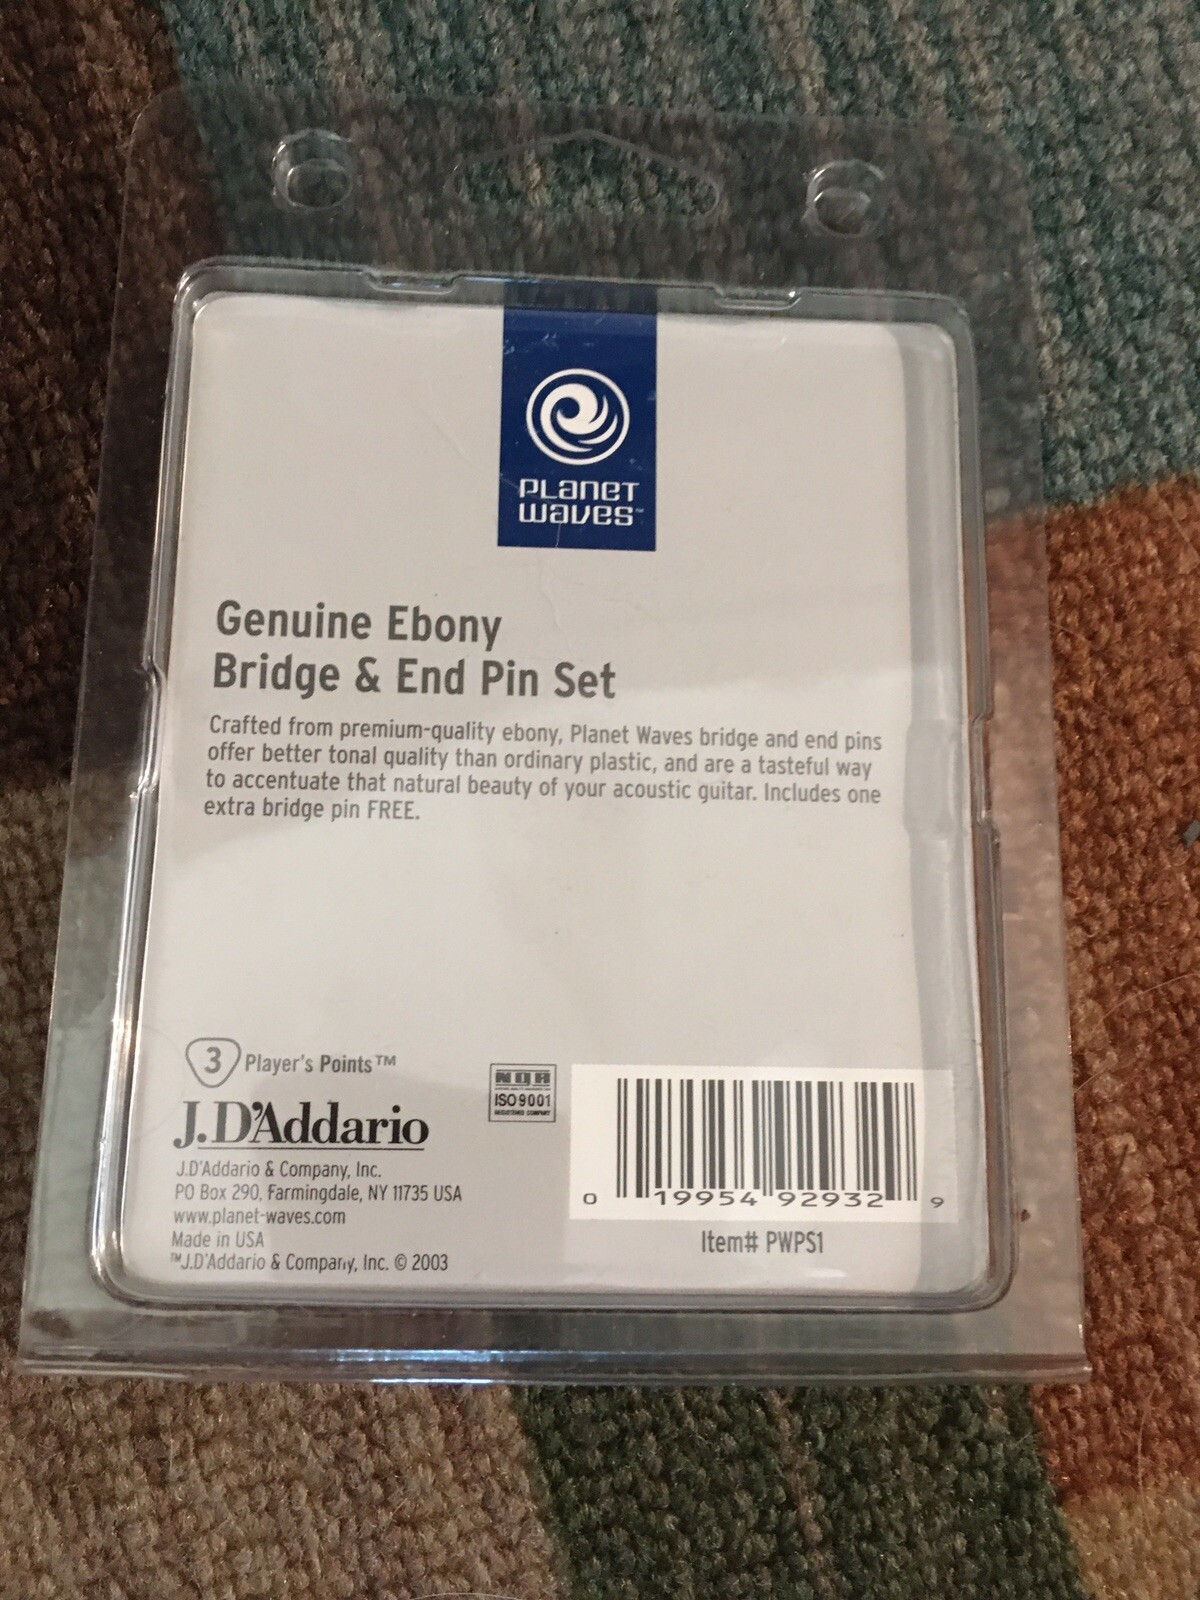 PLANET
WAVES™
Genuine Ebony
Bridge & End Pin Set
Crafted from premium-quality ebony, Planet Waves bridge and end pins
offer better tonal quality than ordinary plastic, and are a tasteful way
to accentuate that natural beauty of your acoustic guitar. Includes one
extra bridge pin FREE.
3 Player's Points™
J.D'Addario
J.D'Addario & Company, Inc.
PO Box 290, Farmingdale, NY 11735 USA
www.planet-waves.com
Made in USA
™J.D'Addario & Company, Inc. © 2003
NQA
ISO 9001
REGISTERED COMPANY
0 19954 92932 9
Item# PWPS1